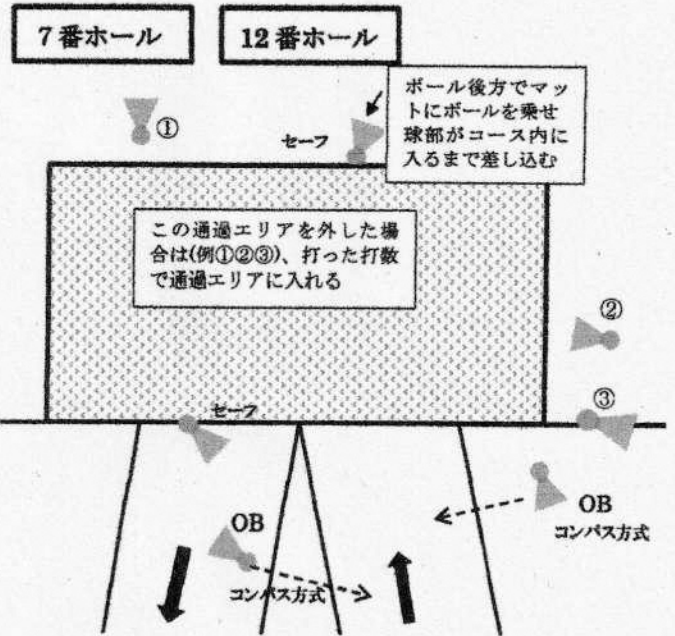 7番ホール
12番ホール
ボール後方でマッ
トにボールを乗せ
球部がコース内に
入るまで差し込む
①
セーフ
この通過エリアを外した場
合は(例①②③)、打った打数
で通過エリアに入れる
②
③
セーフ
OB
コンパス方式
OB
コンパス方式